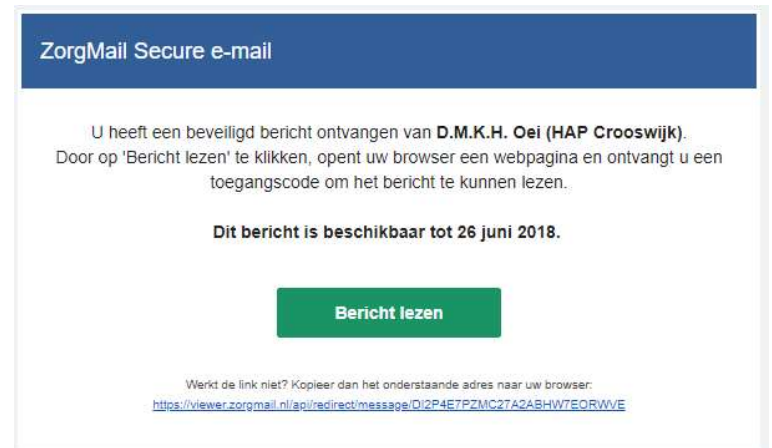 ZorgMail Secure e-mail
U heeft een beveiligd bericht ontvangen van D.M.K.H. Oei (HAP Crooswijk).
Door op 'Bericht lezen' te klikken, opent uw browser een webpagina en ontvangt u een
toegangscode om het bericht te kunnen lezen.
Dit bericht is beschikbaar tot 26 juni 2018.
Bericht lezen
Werkt de link niet? Kopieer dan het onderstaande adres naar uw browser:
https://viewer.zorgmail.nl/api/redirect/message/DI2P4E7PZMC27A2ABHW7EORWVE